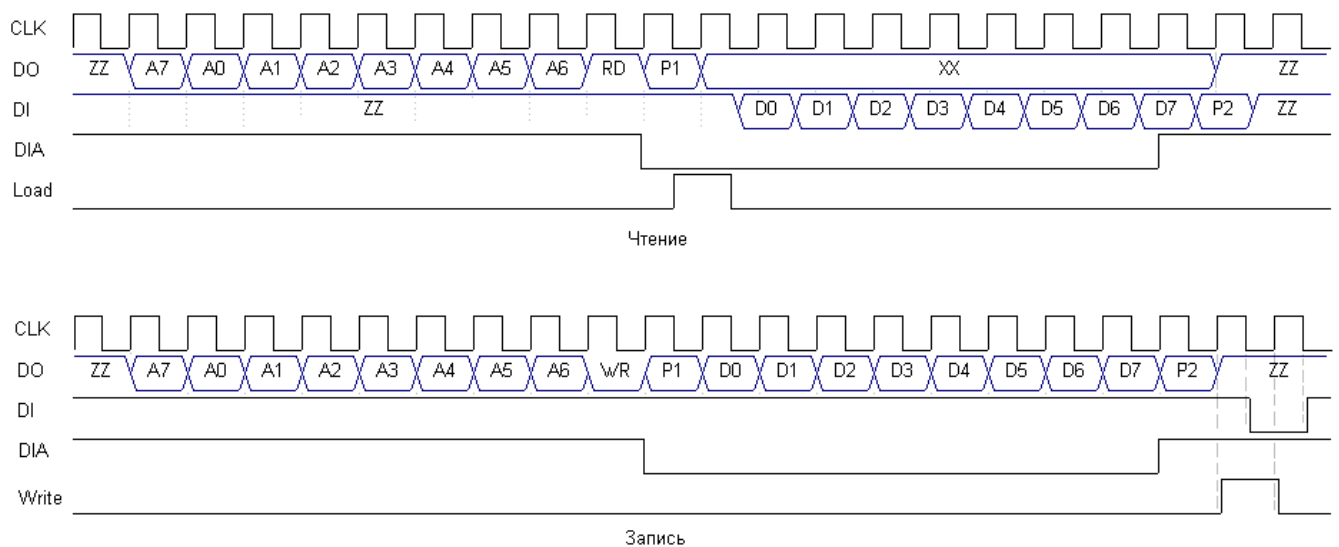 CLK
DO ZZ A7 A0 A1 A2 A3 A4 A5 A6 RD P1 XX ZZ
DI ZZ D0 D1 D2 D3 D4 D5 D6 D7 P2 ZZ
DIA
Load
Чтение
CLK
DO ZZ A7 A0 A1 A2 A3 A4 A5 A6 WR P1 D0 D1 D2 D3 D4 D5 D6 D7 P2 ZZ
DI
DIA
Write
Запись